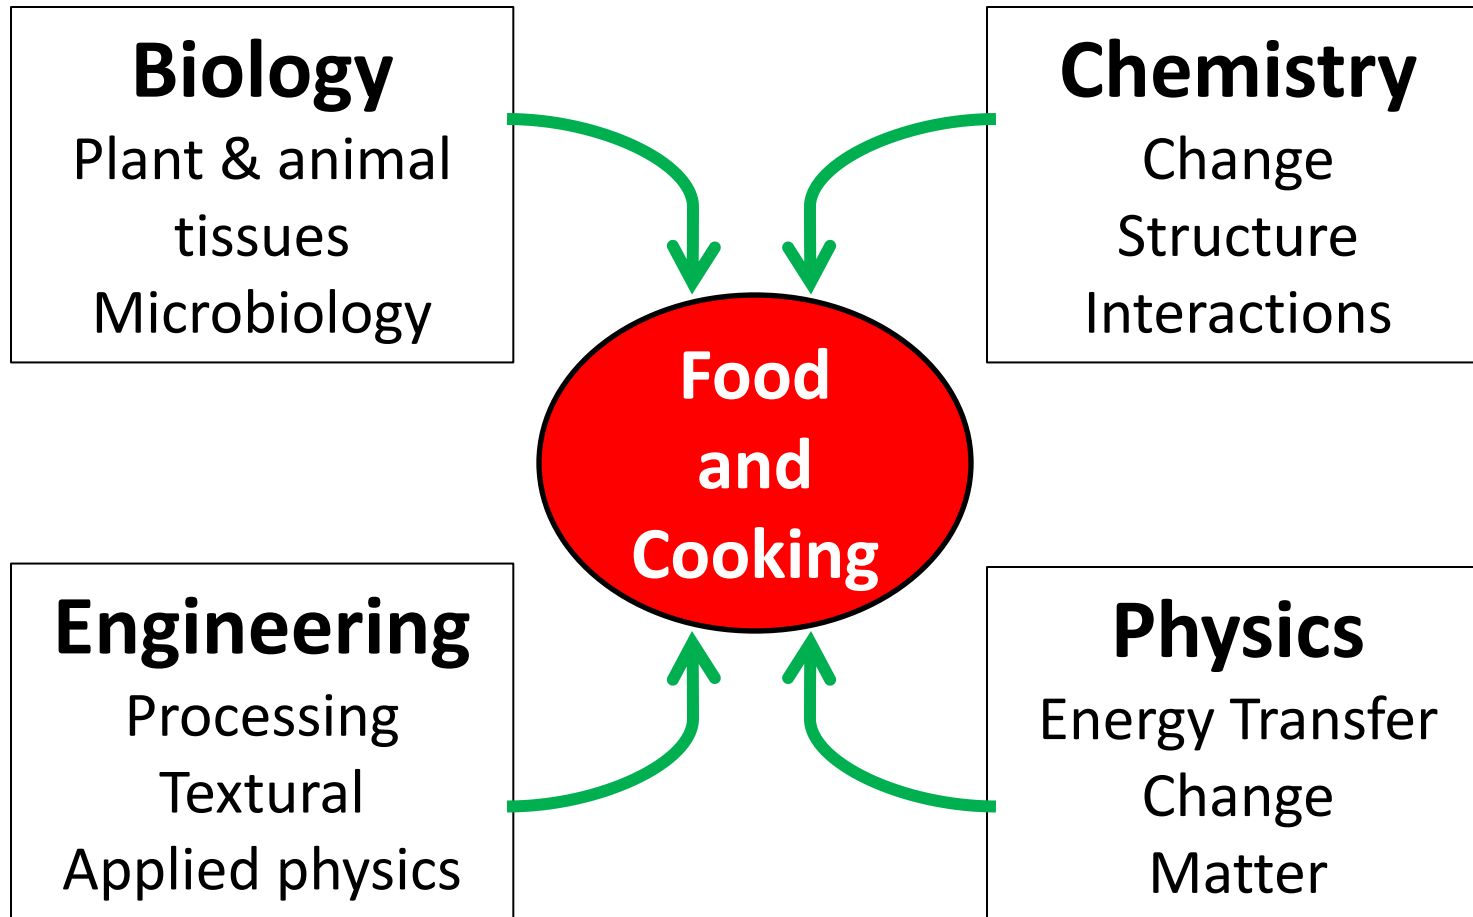 Biology
Plant & animal
tissues
Microbiology
Chemistry
Change
Structure
Interactions
Food
and
Cooking
Engineering
Processing
Textural
Applied physics
Physics
Energy Transfer
Change
Matter